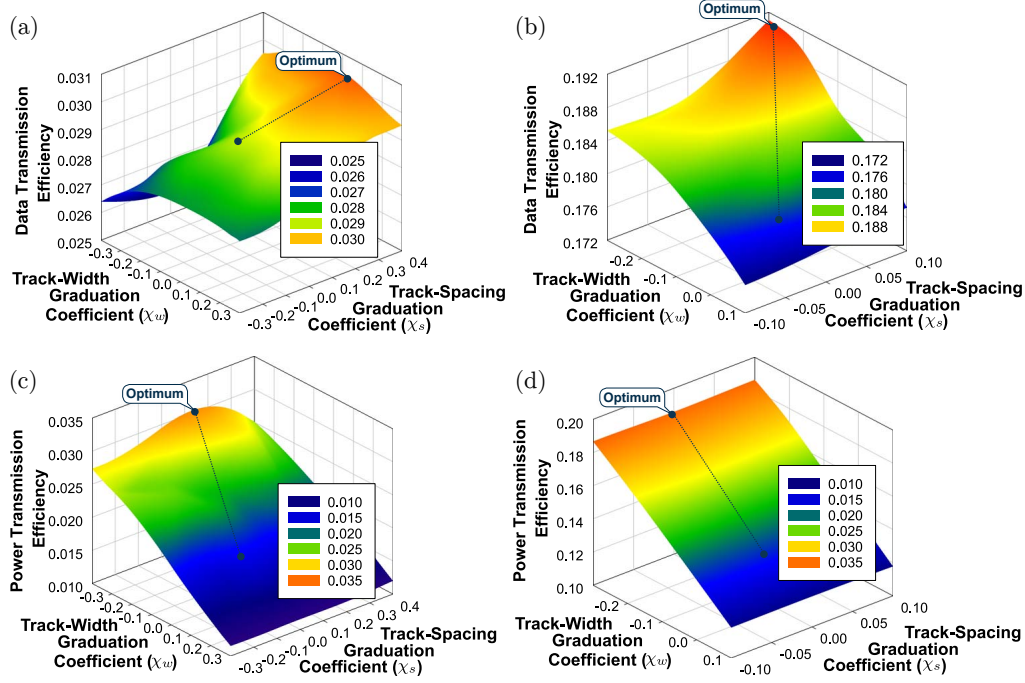 (a)
Optimum
0.031
0.030
0.029
0.028
0.027
0.026
0.025
Data Transmission
Efficiency
0.025
0.026
0.027
0.028
0.029
0.030
-0.3
-0.2
-0.1
0.0
0.1
0.2
0.3
Track-Width
Graduation
Coefficient (χw)
-0.3
-0.2
-0.1
0.0
0.1
0.2
0.3
0.4
Track-Spacing
Graduation
Coefficient (χs)
(b)
Optimum
0.192
0.188
0.184
0.180
0.176
0.172
Data Transmission
Efficiency
0.172
0.176
0.180
0.184
0.188
-0.2
-0.1
0.0
0.1
Track-Width
Graduation
Coefficient (χw)
-0.10
-0.05
0.00
0.05
0.10
Track-Spacing
Graduation
Coefficient (χs)
(c)
Optimum
0.035
0.030
0.025
0.020
0.015
0.010
Power Transmission
Efficiency
0.010
0.015
0.020
0.025
0.030
0.035
-0.3
-0.2
-0.1
0.0
0.1
0.2
0.3
Track-Width
Graduation
Coefficient (χw)
-0.3
-0.2
-0.1
0.0
0.1
0.2
0.3
0.4
Track-Spacing
Graduation
Coefficient (χs)
(d)
Optimum
0.20
0.18
0.16
0.14
0.12
0.10
Power Transmission
Efficiency
0.010
0.015
0.020
0.025
0.030
0.035
-0.2
-0.1
0.0
0.1
Track-Width
Graduation
Coefficient (χw)
-0.10
-0.05
0.00
0.05
0.10
Track-Spacing
Graduation
Coefficient (χs)